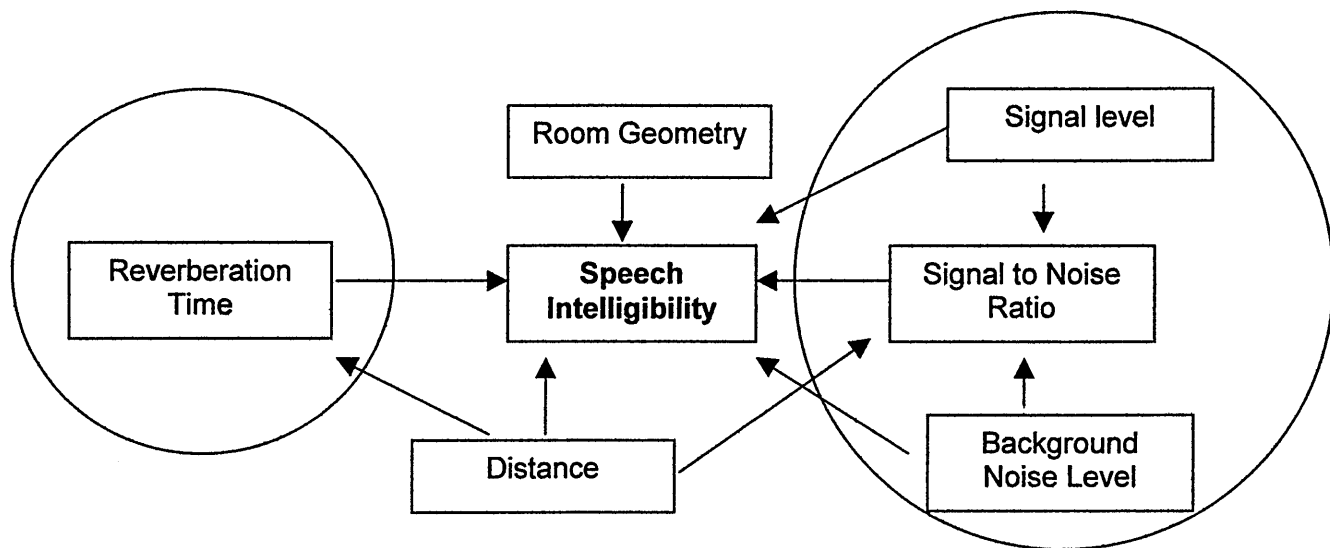 Room Geometry
Signal level
Reverberation
Time
Speech
Intelligibility
Signal to Noise
Ratio
Distance
Background
Noise Level